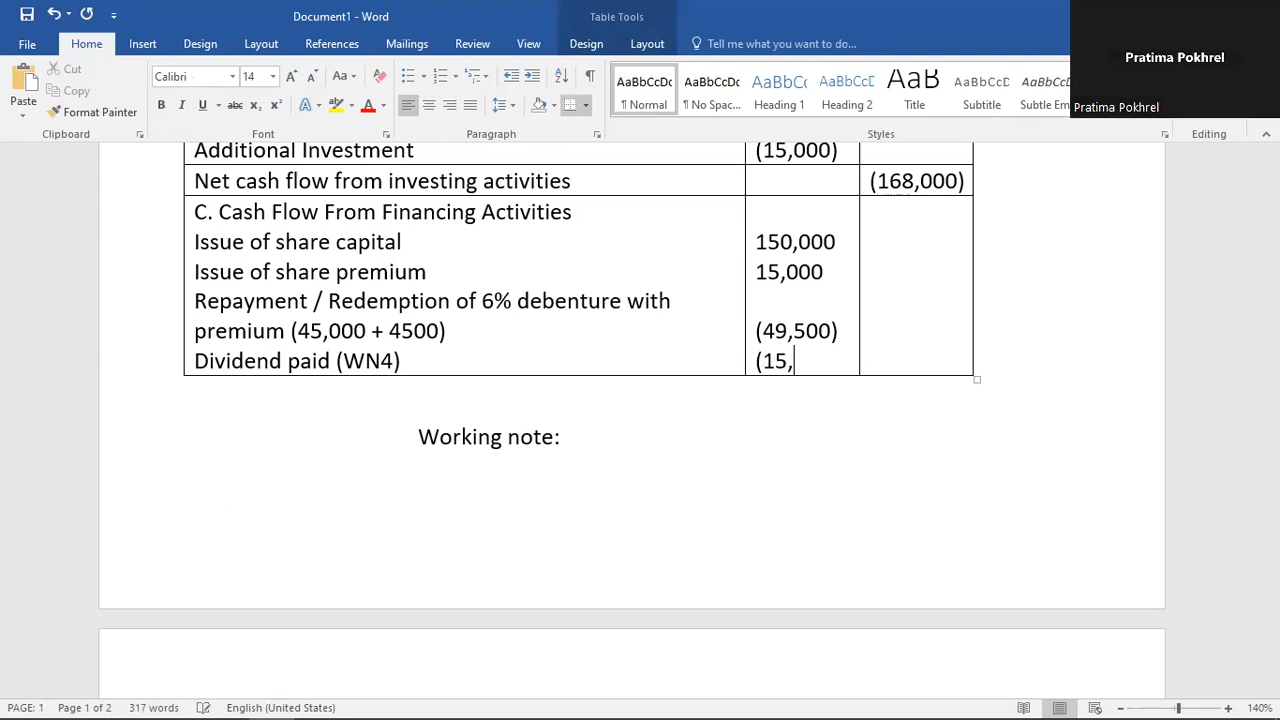 Document1 - Word
Table Tools
Pratima Pokhrel
File Home Insert Design Layout References Mailings Review View Design Layout Tell me what you want to do...
Cut
Copy
Paste
Format Painter
Calibri 14
AaBbCcDc ¶ Normal
AaBbCcDc ¶ No Spac...
AaBbCc Heading 1
AaBbCcD Heading 2
AaB Title
AaBbCcD Subtitle
AaBbCcDc Subtle Em...
Pratima Pokhrel
Clipboard Font Paragraph Styles Editing
Additional Investment (15,000)
Net cash flow from investing activities (168,000)
C. Cash Flow From Financing Activities
Issue of share capital 150,000
Issue of share premium 15,000
Repayment / Redemption of 6% debenture with
premium (45,000 + 4500) (49,500)
Dividend paid (WN4) (15,
Working note:
PAGE: 1 Page 1 of 2 317 words English (United States) 140%